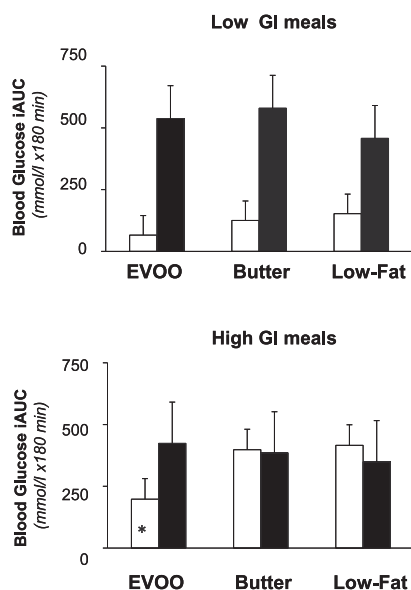 Low GI meals
Blood Glucose iAUC
(mmol/l x180 min)
750
500
250
0
EVOO Butter Low-Fat
High GI meals
Blood Glucose iAUC
(mmol/l x180 min)
750
500
250
0
*
EVOO Butter Low-Fat